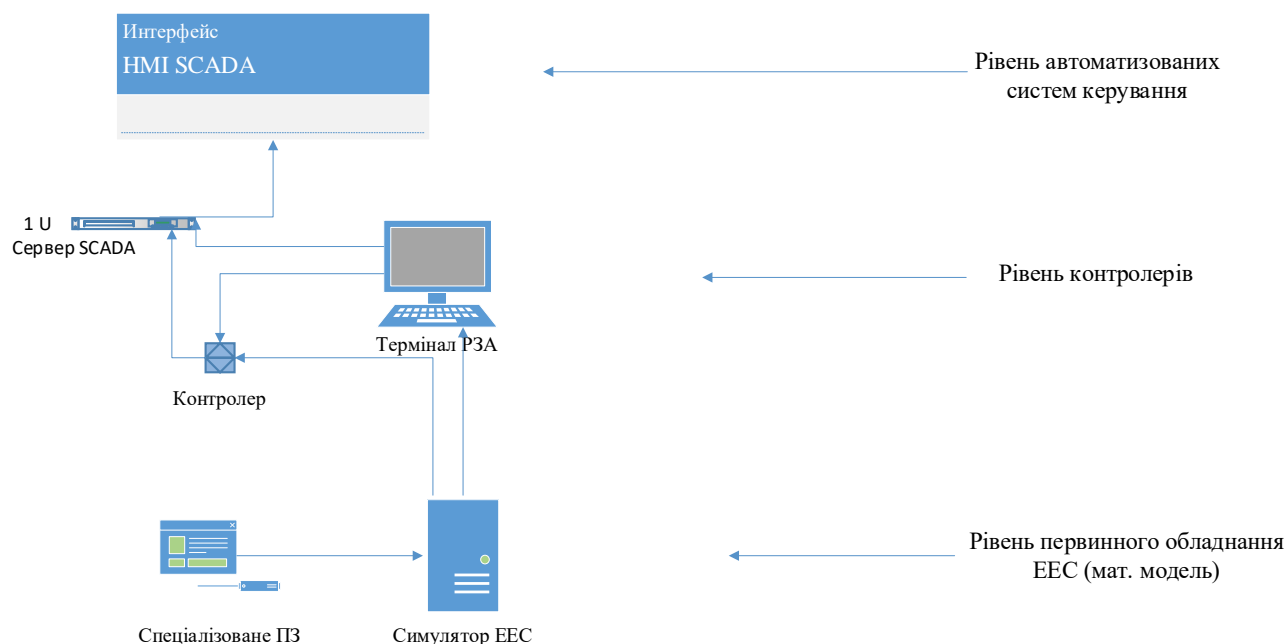 Интерфейс
HMI SCADA
Рівень автоматизованих
систем керування
1 U
Сервер SCADA
Рівень контролерів
Термінал РЗА
Контролер
Рівень первинного обладнання
ЕЕС (мат. модель)
Спеціалізоване ПЗ
Симулятор ЕЕС